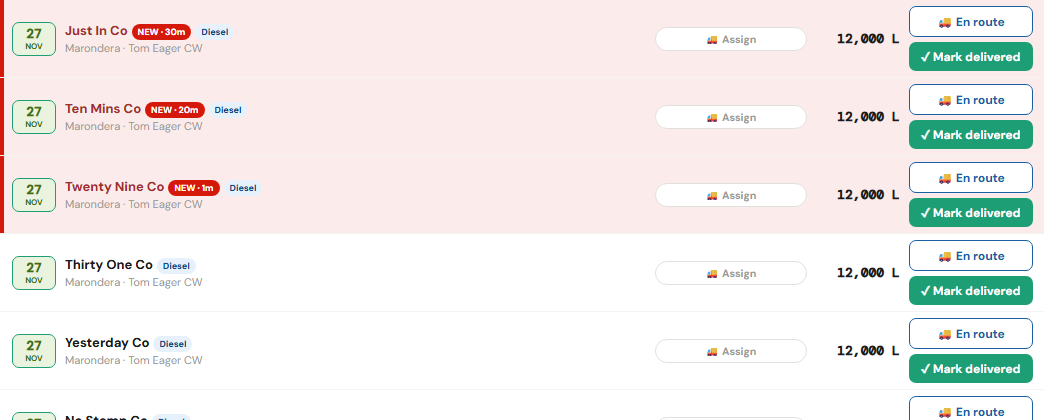 27
NOV
Just In Co NEW · 30m Diesel
Marondera · Tom Eager CW
Assign
12,000 L
En route
✓ Mark delivered
27
NOV
Ten Mins Co NEW · 20m Diesel
Marondera · Tom Eager CW
Assign
12,000 L
En route
✓ Mark delivered
27
NOV
Twenty Nine Co NEW · 1m Diesel
Marondera · Tom Eager CW
Assign
12,000 L
En route
✓ Mark delivered
27
NOV
Thirty One Co Diesel
Marondera · Tom Eager CW
Assign
12,000 L
En route
✓ Mark delivered
27
NOV
Yesterday Co Diesel
Marondera · Tom Eager CW
Assign
12,000 L
En route
✓ Mark delivered
En route